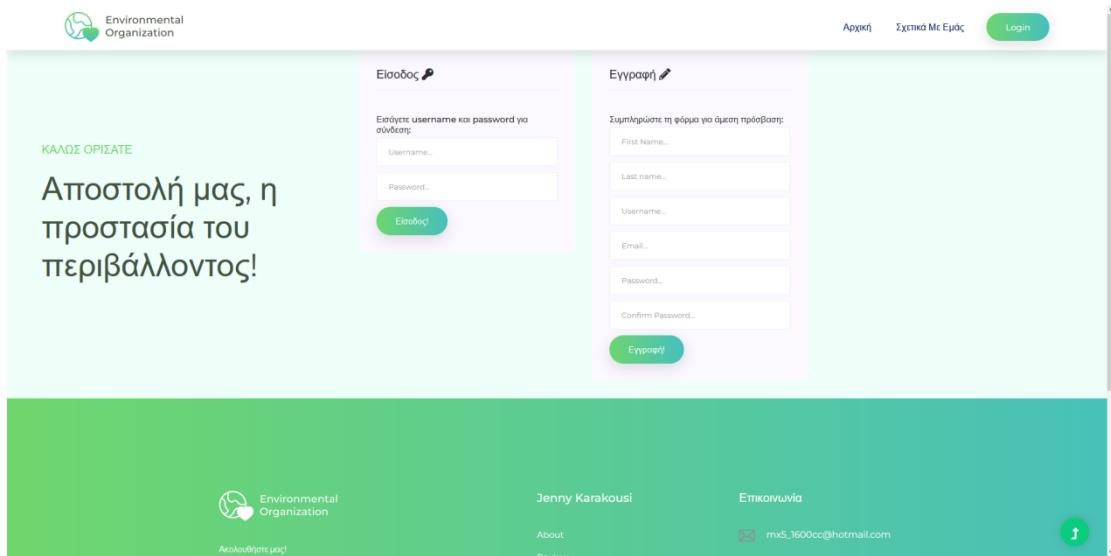 Environmental
Organization
Αρχική
Σχετικά Με Εμάς
Login
ΚΑΛΩΣ ΟΡΙΣΑΤΕ
Αποστολή μας, η
προστασία του
περιβάλλοντος!
Είσοδος
Εισάγετε username και password για
σύνδεση:
Username...
Password...
Είσοδος!
Εγγραφή
Συμπληρώστε τη φόρμα για άμεση πρόσβαση:
First Name...
Last name...
Username...
Email...
Password...
Confirm Password...
Εγγραφή!
Environmental
Organization
Ακολουθήστε μας!
Jenny Karakousi
About
Επικοινωνία
mx5_1600cc@hotmail.com